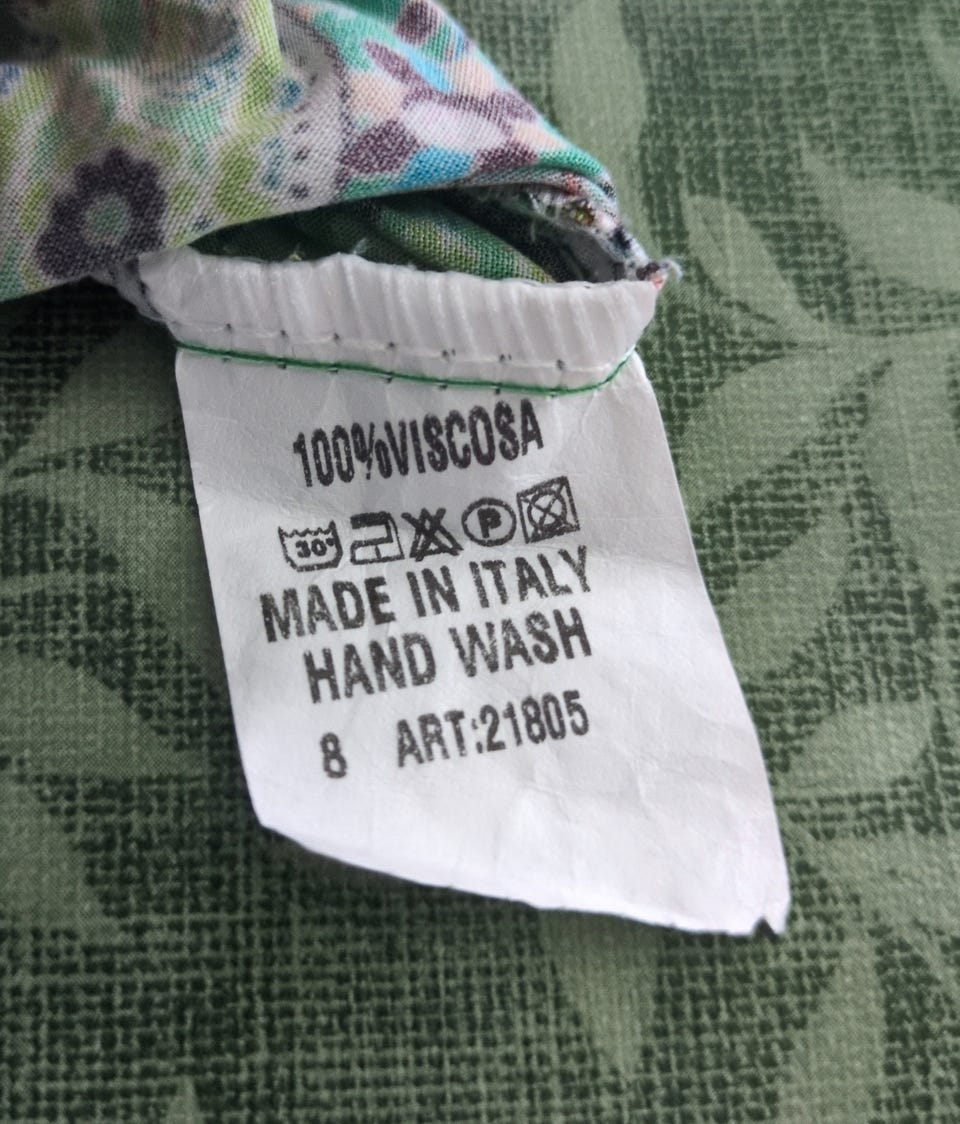 100%VISCOSA
30° P
MADE IN ITALY
HAND WASH
8 ART:21805